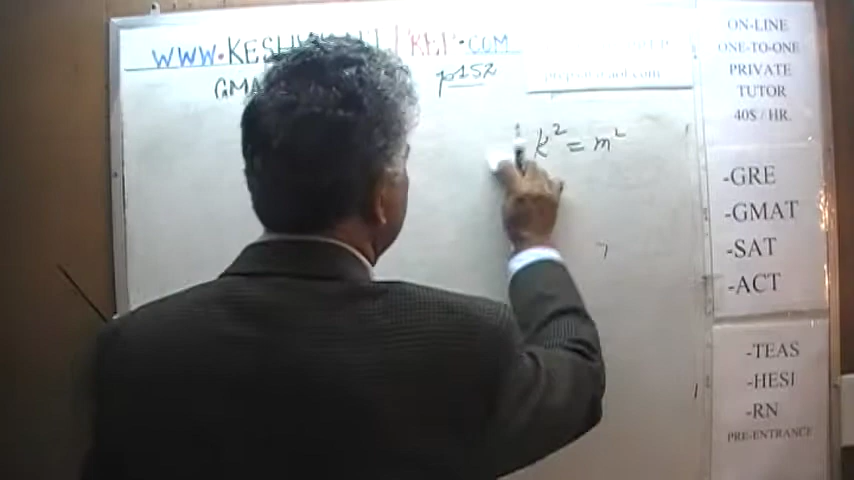 WWW.KESH
.COM
GMA
p152
k² = m²
ON-LINE
ONE-TO-ONE
PRIVATE
TUTOR
40$ / HR.
-GRE
-GMAT
-SAT
-ACT
-TEAS
-HESI
-RN
PRE-ENTRANCE